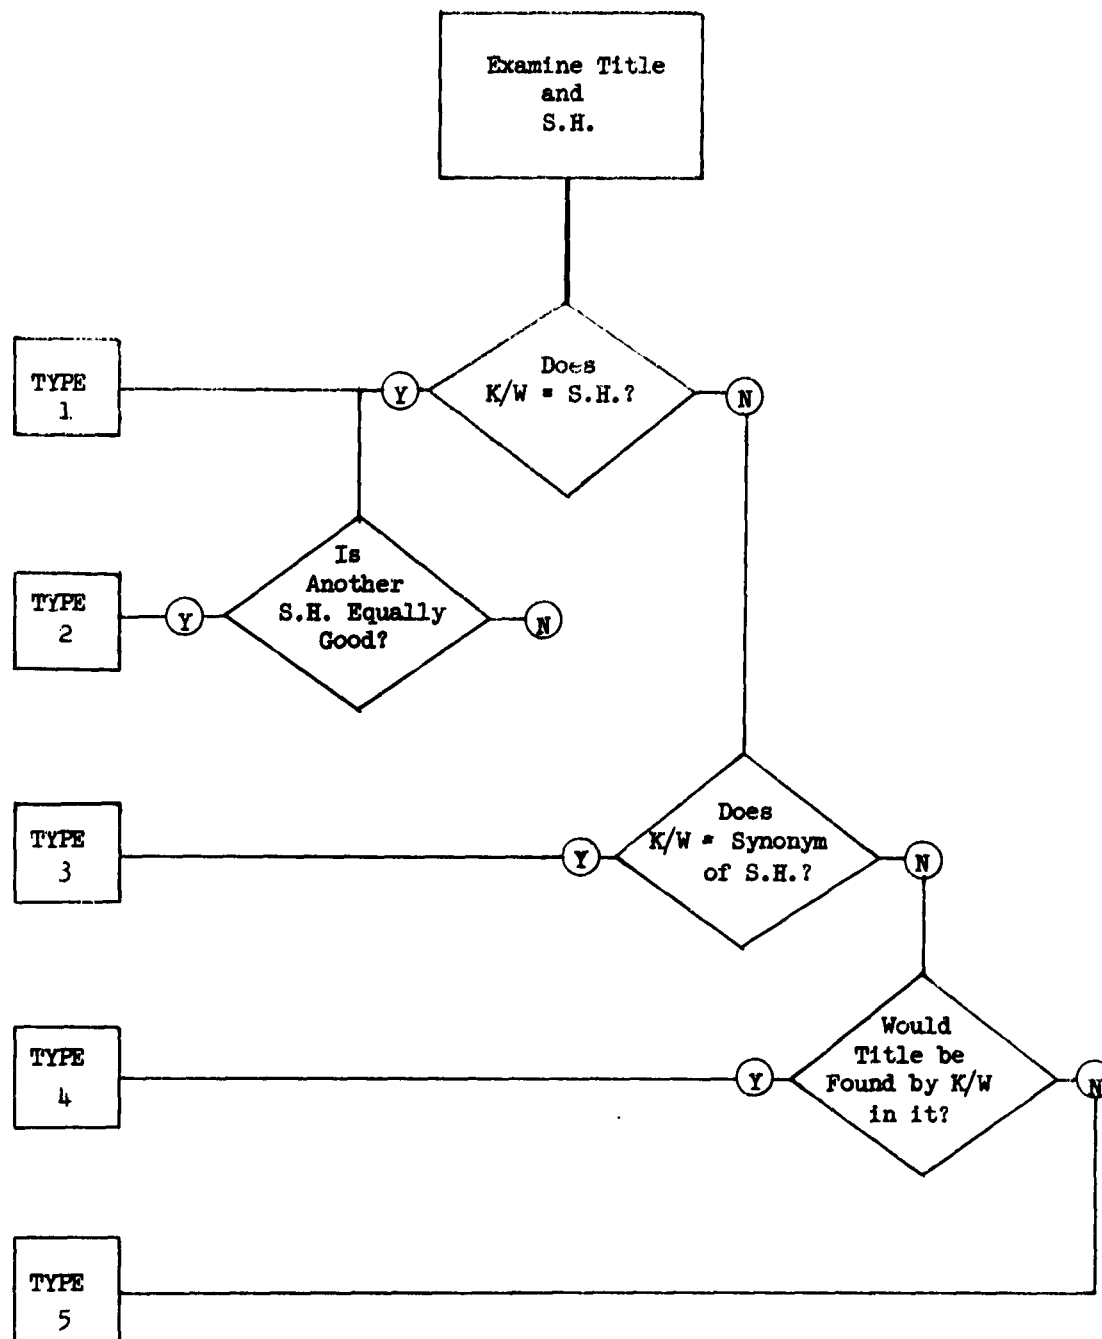 Examine Title
and
S.H.
Does
K/W = S.H.?
Y
N
TYPE
1
Is
Another
S.H. Equally
Good?
Y
N
TYPE
2
Does
K/W = Synonym
of S.H.?
Y
N
TYPE
3
Would
Title be
Found by K/W
in it?
Y
N
TYPE
4
TYPE
5